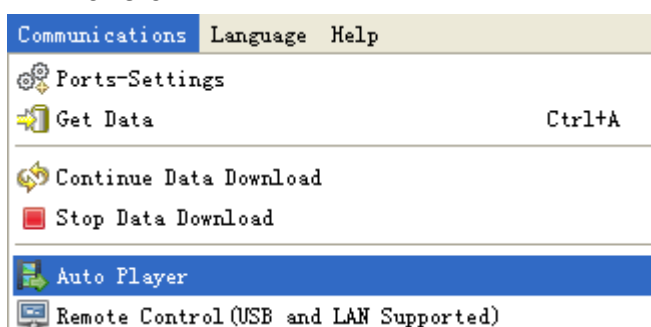 Communications Language Help
Ports-Settings
Get Data Ctrl+A
Continue Data Download
Stop Data Download
Auto Player
Remote Control(USB and LAN Supported)